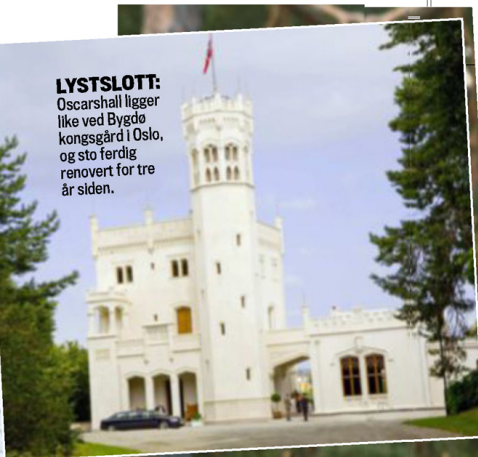 LYSTSLOTT:
Oscarshall ligger
like ved Bygdø
kongsgård i Oslo,
og sto ferdig
renovert for tre
år siden.